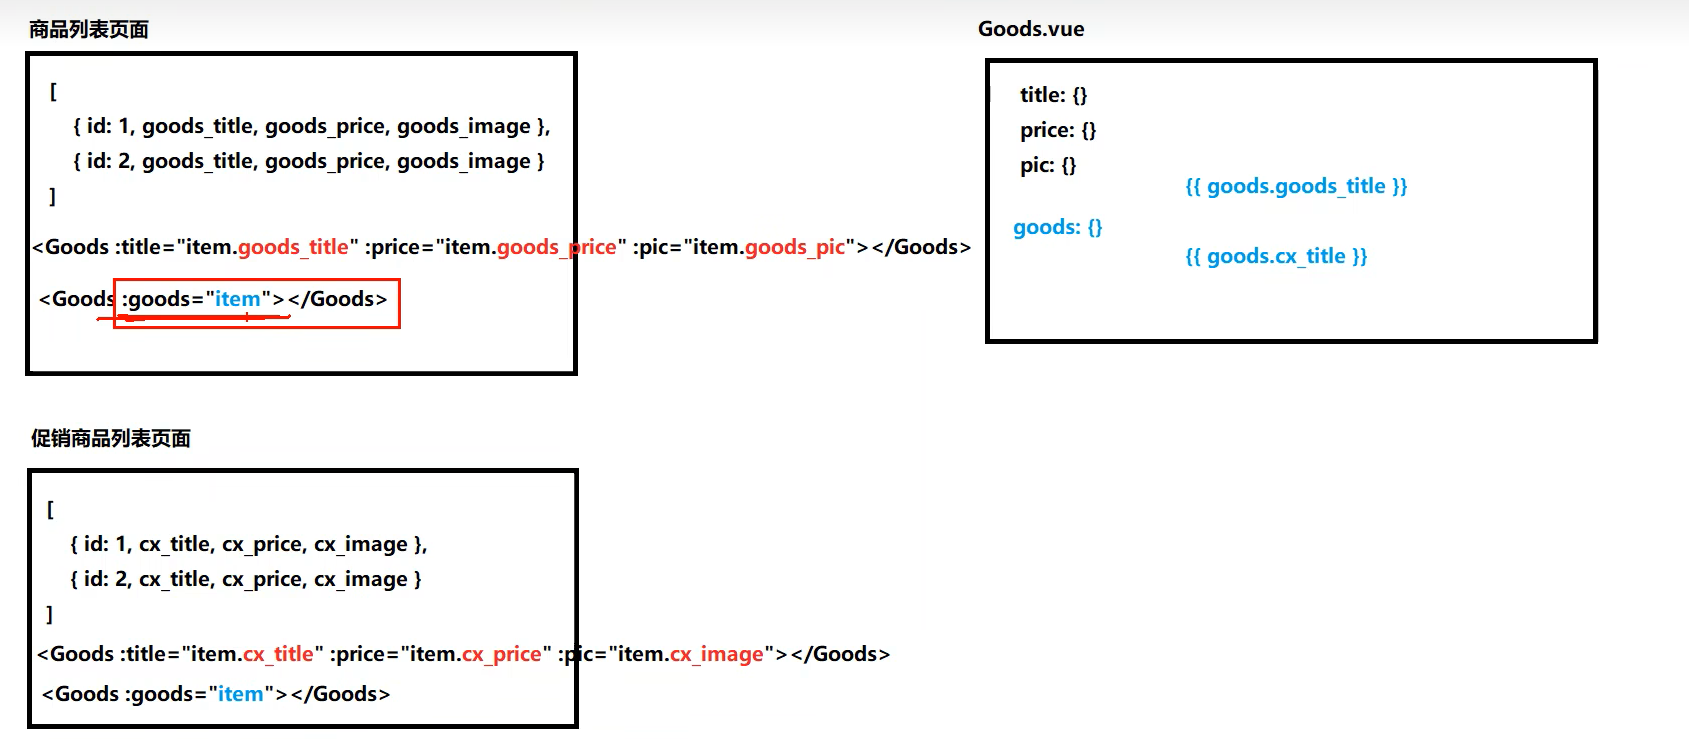 商品列表页面
[
{ id: 1, goods_title, goods_price, goods_image },
{ id: 2, goods_title, goods_price, goods_image }
]
<Goods :title="item.goods_title" :price="item.goods_price" :pic="item.goods_pic"></Goods>
<Goods :goods="item"></Goods>
促销商品列表页面
[
{ id: 1, cx_title, cx_price, cx_image },
{ id: 2, cx_title, cx_price, cx_image }
]
<Goods :title="item.cx_title" :price="item.cx_price" :pic="item.cx_image"></Goods>
<Goods :goods="item"></Goods>
Goods.vue
title: {}
price: {}
pic: {}
{{ goods.goods_title }}
goods: {}
{{ goods.cx_title }}